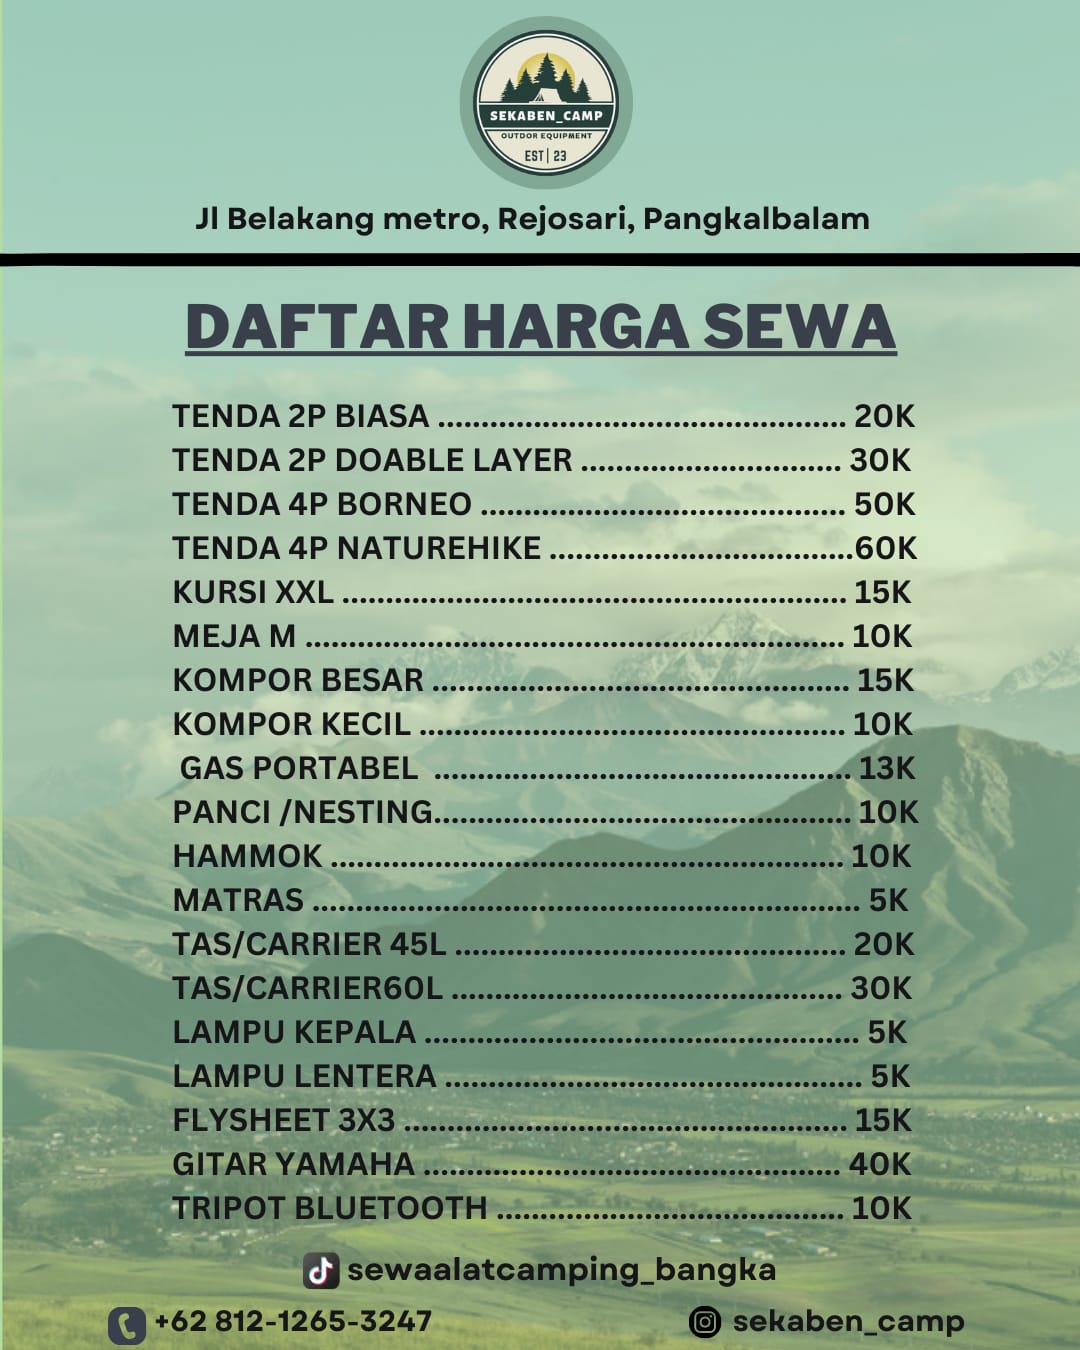 SEKABEN_CAMP
OUTDOR EQUIPMENT
EST| 23
Jl Belakang metro, Rejosari, Pangkalbalam
DAFTAR HARGA SEWA
TENDA 2P BIASA ............................................... 20K
TENDA 2P DOABLE LAYER .............................. 30K
TENDA 4P BORNEO .......................................... 50K
TENDA 4P NATUREHIKE ...................................60K
KURSI XXL .......................................................... 15K
MEJA M .............................................................. 10K
KOMPOR BESAR ................................................ 15K
KOMPOR KECIL ................................................. 10K
GAS PORTABEL ................................................ 13K
PANCI /NESTING................................................ 10K
HAMMOK ........................................................... 10K
MATRAS ............................................................... 5K
TAS/CARRIER 45L ............................................. 20K
TAS/CARRIER60L ............................................. 30K
LAMPU KEPALA .................................................. 5K
LAMPU LENTERA ................................................ 5K
FLYSHEET 3X3 ................................................... 15K
GITAR YAMAHA ................................................ 40K
TRIPOT BLUETOOTH ........................................ 10K
sewaalatcamping_bangka
+62 812-1265-3247
sekaben_camp